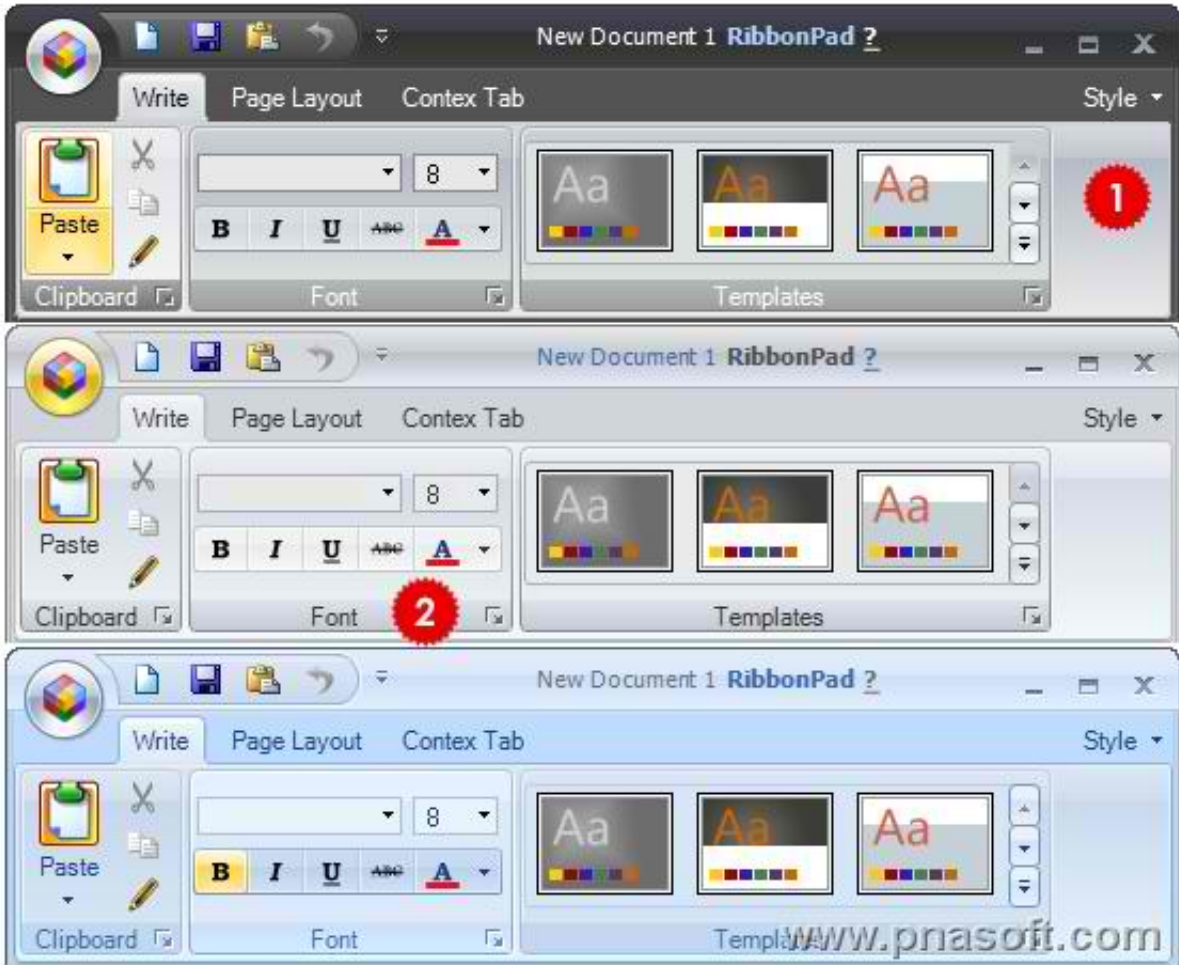 New Document 1 RibbonPad ?
Write Page Layout Contex Tab Style
8
Aa Aa Aa
1
Paste
B I U ABC A
Clipboard Font Templates
New Document 1 RibbonPad ?
Write Page Layout Contex Tab Style
8
Aa Aa Aa
Paste
B I U ABC A
2
Clipboard Font Templates
New Document 1 RibbonPad ?
Write Page Layout Contex Tab Style
8
Aa Aa Aa
Paste
B I U ABC A
Clipboard Font Templates
www.pnasoft.com